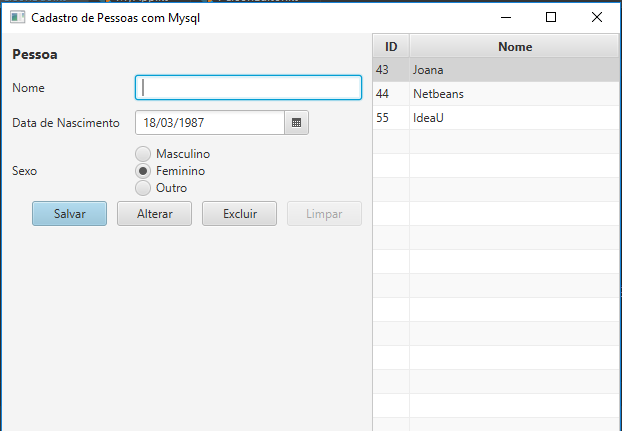 Cadastro de Pessoas com Mysql
Pessoa
Nome
Data de Nascimento 18/03/1987
Sexo
Masculino
Feminino
Outro
Salvar Alterar Excluir Limpar
ID Nome
43 Joana
44 Netbeans
55 IdeaU